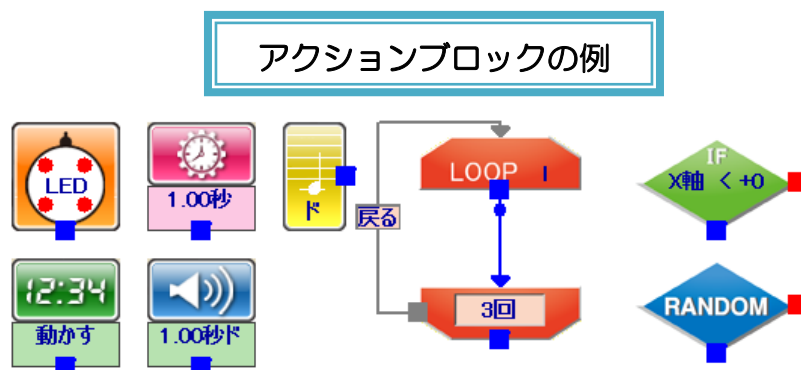 アクションブロックの例
LED
1.00秒
ド
LOOP 1
戻る
3回
IF
X軸 < +0
12:34
動かす
1.00秒ド
RANDOM